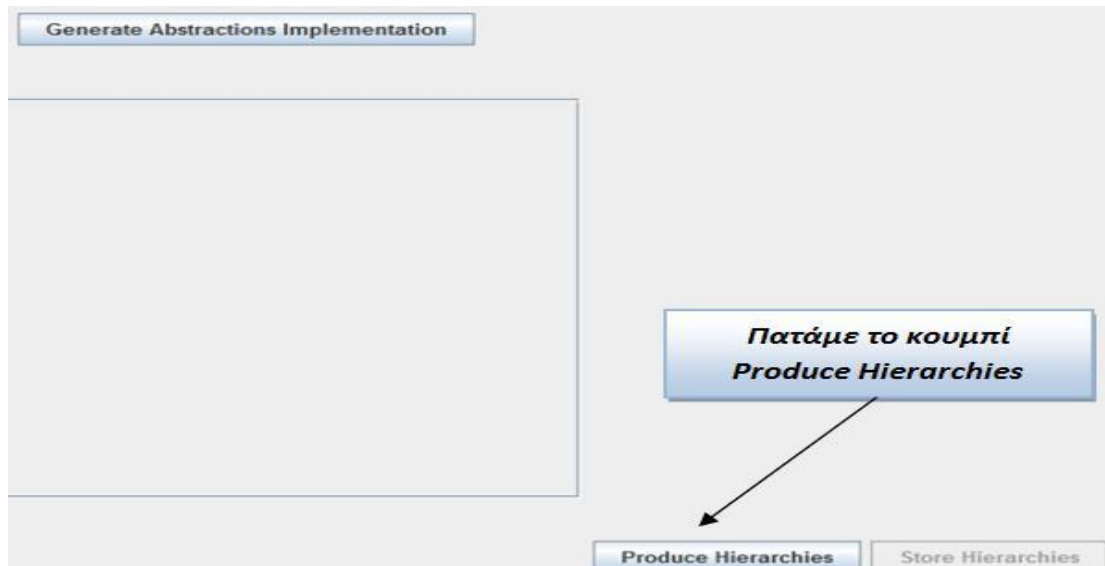 Generate Abstractions Implementation
Πατάμε το κουμπί
Produce Hierarchies
Produce Hierarchies
Store Hierarchies